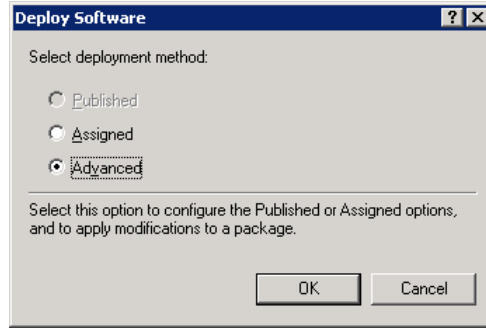 Deploy Software
Select deployment method:
Published
Assigned
Advanced
Select this option to configure the Published or Assigned options,
and to apply modifications to a package.
OK Cancel